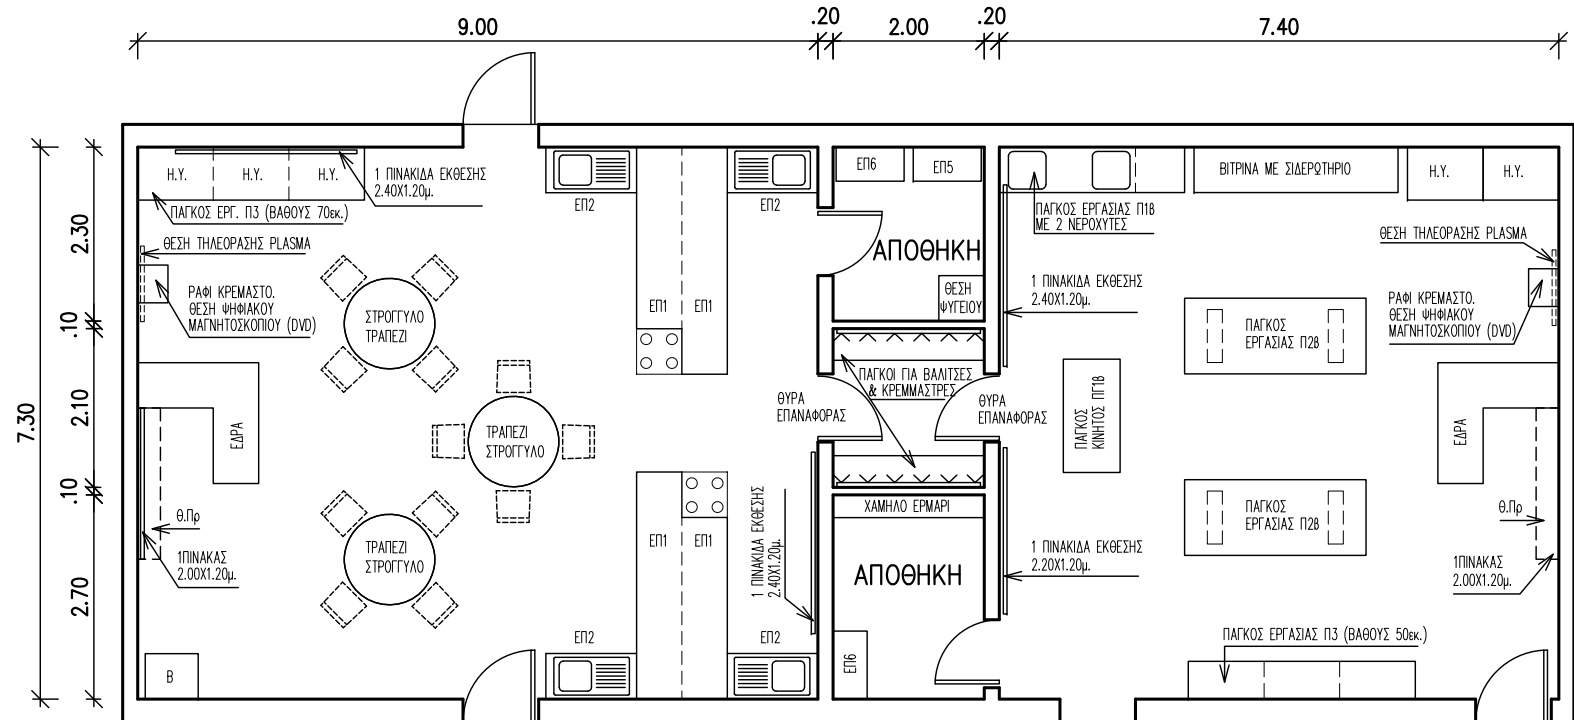 9.00
.20
2.00
.20
7.40
7.30
2.30
.10
2.10
.10
2.70
Η.Υ.
Η.Υ.
Η.Υ.
1 ΠΙΝΑΚΙΔΑ ΕΚΘΕΣΗΣ
2.40Χ1.20μ.
ΠΑΓΚΟΣ ΕΡΓ. Π3 (ΒΑΘΟΥΣ 70εκ.)
ΘΕΣΗ ΤΗΛΕΟΡΑΣΗΣ PLASMA
ΡΑΦΙ ΚΡΕΜΑΣΤΟ.
ΘΕΣΗ ΨΗΦΙΑΚΟΥ
ΜΑΓΝΗΤΟΣΚΟΠΙΟΥ (DVD)
ΣΤΡΟΓΓΥΛΟ
ΤΡΑΠΕΖΙ
ΤΡΑΠΕΖΙ
ΣΤΡΟΓΓΥΛΟ
ΤΡΑΠΕΖΙ
ΣΤΡΟΓΓΥΛΟ
ΕΔΡΑ
Θ.Πρ
1ΠΙΝΑΚΑΣ
2.00Χ1.20μ.
Β
ΕΠ2
ΕΠ2
ΕΠ1
ΕΠ1
ΕΠ1
ΕΠ1
ΕΠ2
ΕΠ2
1 ΠΙΝΑΚΙΔΑ ΕΚΘΕΣΗΣ
2.40Χ1.20μ.
ΕΠ6
ΕΠ5
ΑΠΟΘΗΚΗ
ΘΕΣΗ
ΨΥΓΕΙΟΥ
ΠΑΓΚΟΙ ΓΙΑ ΒΑΛΙΤΣΕΣ
& ΚΡΕΜΜΑΣΤΡΕΣ
ΘΥΡΑ
ΕΠΑΝΑΦΟΡΑΣ
ΘΥΡΑ
ΕΠΑΝΑΦΟΡΑΣ
ΧΑΜΗΛΟ ΕΡΜΑΡΙ
ΑΠΟΘΗΚΗ
ΕΠ6
ΒΙΤΡΙΝΑ ΜΕ ΣΙΔΕΡΩΤΗΡΙΟ
Η.Υ.
Η.Υ.
ΠΑΓΚΟΣ ΕΡΓΑΣΙΑΣ Π1Β
ΜΕ 2 ΝΕΡΟΧΥΤΕΣ
ΘΕΣΗ ΤΗΛΕΟΡΑΣΗΣ PLASMA
1 ΠΙΝΑΚΙΔΑ ΕΚΘΕΣΗΣ
2.40Χ1.20μ.
ΡΑΦΙ ΚΡΕΜΑΣΤΟ.
ΘΕΣΗ ΨΗΦΙΑΚΟΥ
ΜΑΓΝΗΤΟΣΚΟΠΙΟΥ (DVD)
ΠΑΓΚΟΣ
ΕΡΓΑΣΙΑΣ Π2Β
ΠΑΓΚΟΣ
ΚΙΝΗΤΟΣ ΠΓ1Β
ΕΔΡΑ
ΠΑΓΚΟΣ
ΕΡΓΑΣΙΑΣ Π2Β
Θ.Πρ
1 ΠΙΝΑΚΙΔΑ ΕΚΘΕΣΗΣ
2.20Χ1.20μ.
1ΠΙΝΑΚΑΣ
2.00Χ1.20μ.
ΠΑΓΚΟΣ ΕΡΓΑΣΙΑΣ Π3 (ΒΑΘΟΥΣ 50εκ.)